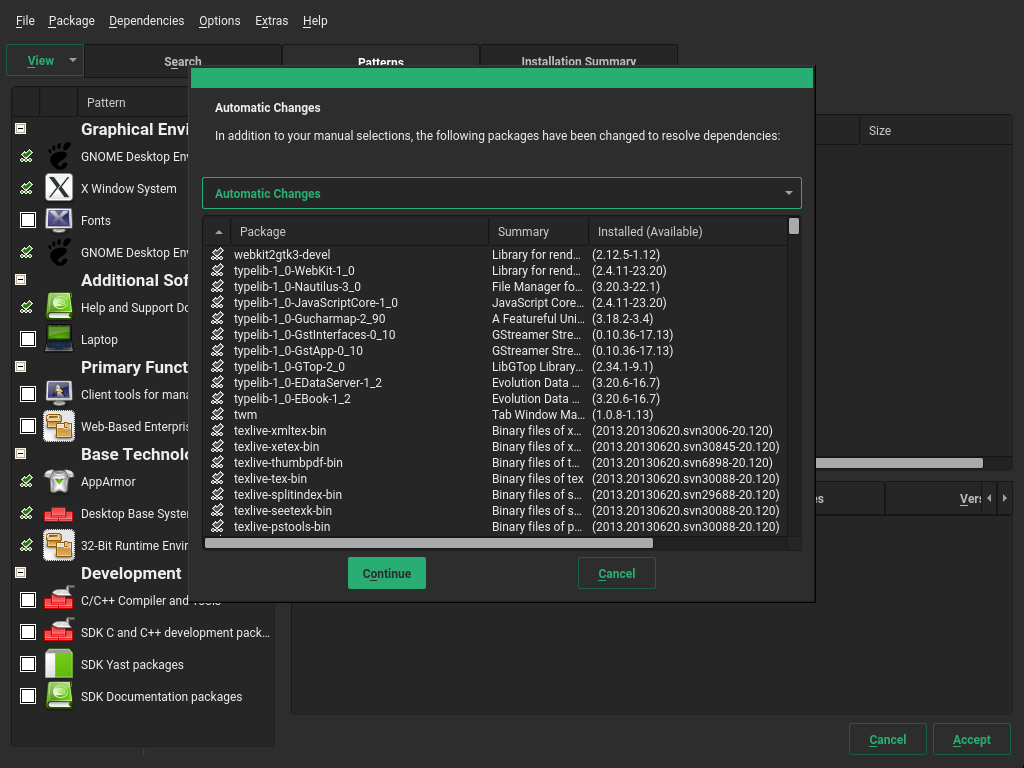 File Package Dependencies Options Extras Help
View Search Patterns Installation Summary
Pattern
Graphical Envi
GNOME Desktop Env
X Window System
Fonts
GNOME Desktop Env
Additional Sof
Help and Support Do
Laptop
Primary Funct
Client tools for mana
Web-Based Enterpris
Base Technolo
AppArmor
Desktop Base System
32-Bit Runtime Envir
Development
C/C++ Compiler and Tools
SDK C and C++ development pack...
SDK Yast packages
SDK Documentation packages
Automatic Changes
In addition to your manual selections, the following packages have been changed to resolve dependencies:
Automatic Changes
Package Summary Installed (Available)
webkit2gtk3-devel Library for rend... (2.12.5-1.12)
typelib-1_0-WebKit-1_0 Library for rend... (2.4.11-23.20)
typelib-1_0-Nautilus-3_0 File Manager fo... (3.20.3-22.1)
typelib-1_0-JavaScriptCore-1_0 JavaScript Core... (2.4.11-23.20)
typelib-1_0-Gucharmap-2_90 A Featureful Uni... (3.18.2-3.4)
typelib-1_0-GstInterfaces-0_10 GStreamer Stre... (0.10.36-17.13)
typelib-1_0-GstApp-0_10 GStreamer Stre... (0.10.36-17.13)
typelib-1_0-GTop-2_0 LibGTop Library... (2.34.1-9.1)
typelib-1_0-EDataServer-1_2 Evolution Data ... (3.20.6-16.7)
typelib-1_0-EBook-1_2 Evolution Data ... (3.20.6-16.7)
twm Tab Window Ma... (1.0.8-1.13)
texlive-xmltex-bin Binary files of x... (2013.20130620.svn3006-20.120)
texlive-xetex-bin Binary files of x... (2013.20130620.svn30845-20.120)
texlive-thumbpdf-bin Binary files of t... (2013.20130620.svn6898-20.120)
texlive-tex-bin Binary files of tex (2013.20130620.svn30088-20.120)
texlive-splitindex-bin Binary files of s... (2013.20130620.svn29688-20.120)
texlive-seetexk-bin Binary files of s... (2013.20130620.svn30088-20.120)
texlive-pstools-bin Binary files of p... (2013.20130620.svn30088-20.120)
Continue Cancel
Size
es Vers
Cancel Accept